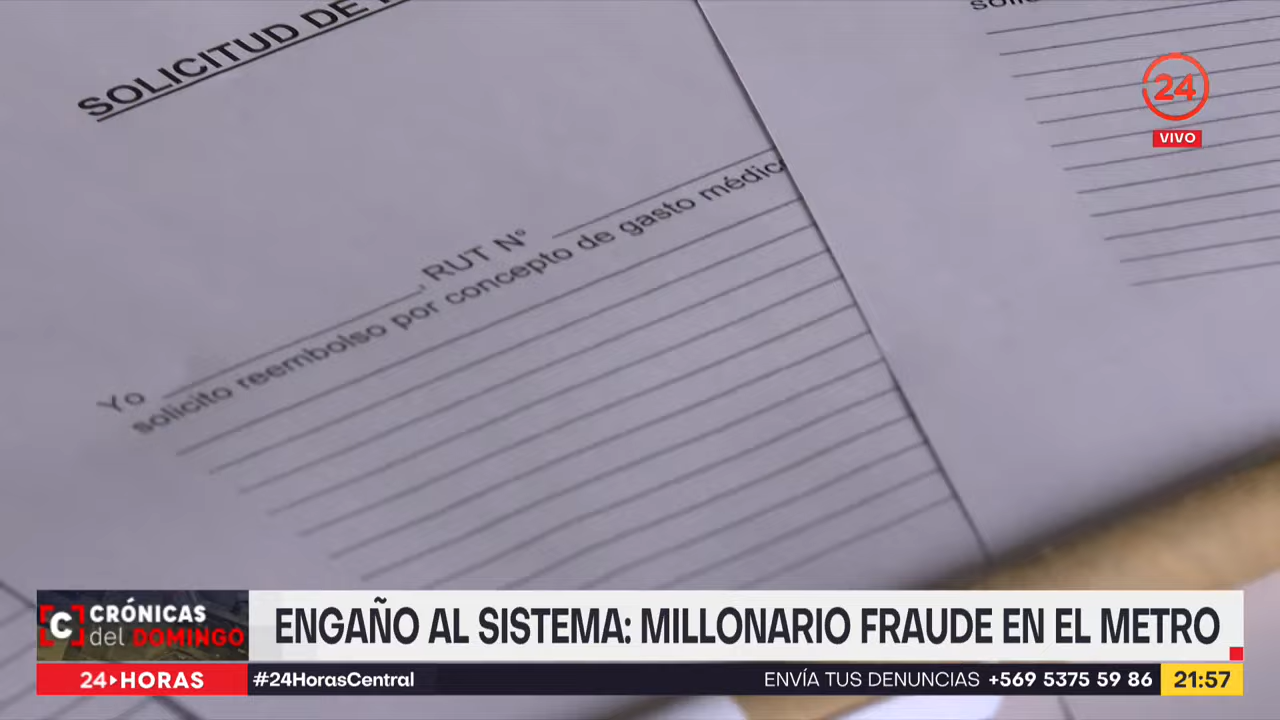 SOLICITUD DE
24
VIVO
Yo , RUT N°
solicito reembolso por concepto de gasto
C CRÓNICAS
del DOMINGO
ENGAÑO AL SISTEMA: MILLONARIO FRAUDE EN EL METRO
24 HORAS
#24HorasCentral
ENVÍA TUS DENUNCIAS +569 5375 59 86
21:57